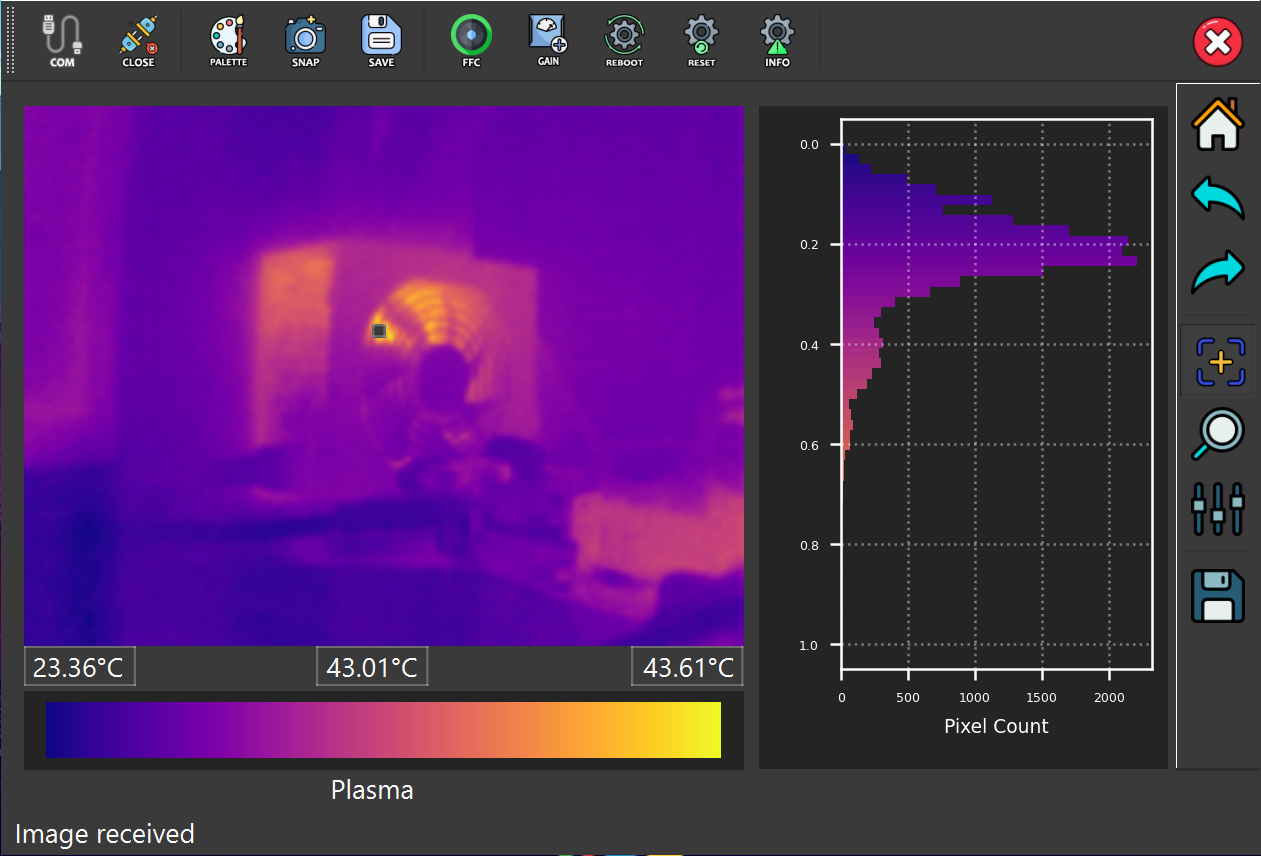 COM
CLOSE
PALETTE
SNAP
SAVE
FFC
GAIN
REBOOT
RESET
INFO
0.0
0.2
0.4
0.6
0.8
1.0
0 500 1000 1500 2000
Pixel Count
23.36°C 43.01°C 43.61°C
Plasma
Image received